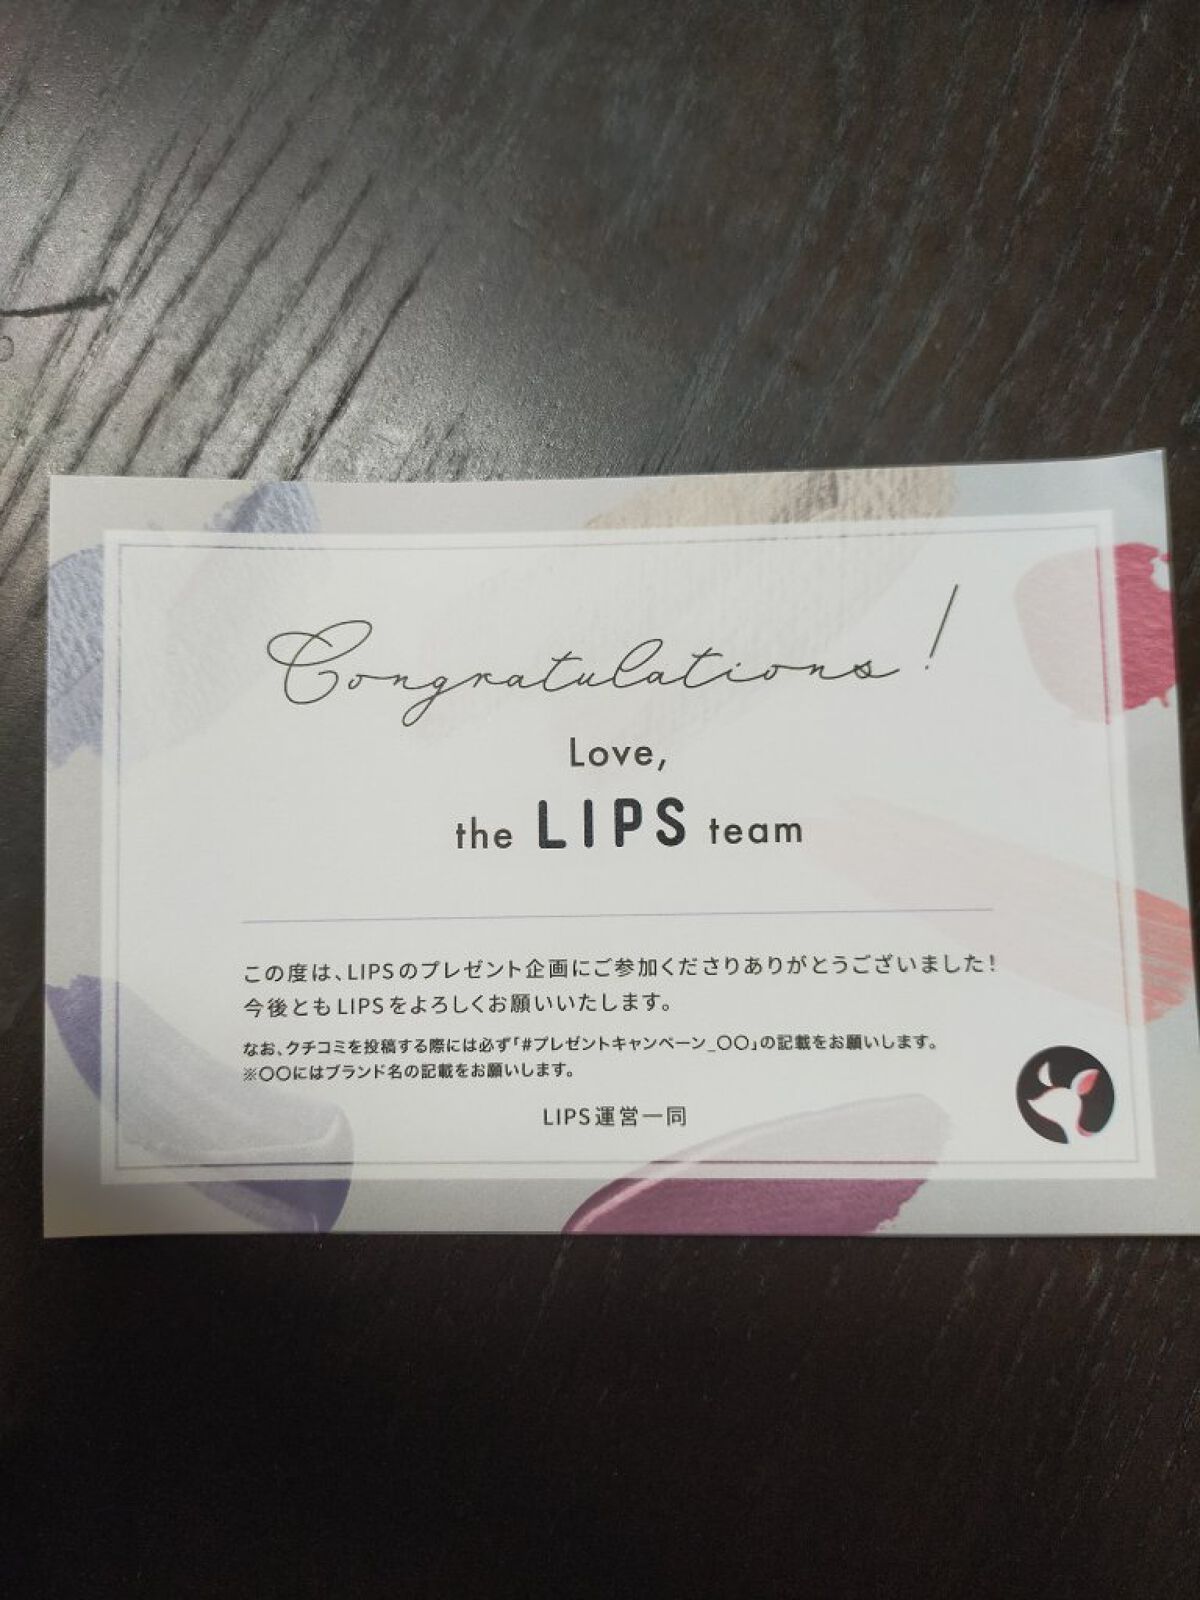 Congratulations!
Love,
the LIPS team
この度は、LIPSのプレゼント企画にご参加くださりありがとうございました!
今後ともLIPSをよろしくお願いいたします。
なお、クチコミを投稿する際には必ず「#プレゼントキャンペーン_〇〇」の記載をお願いします。
※〇〇にはブランド名の記載をお願いします。
LIPS運営一同